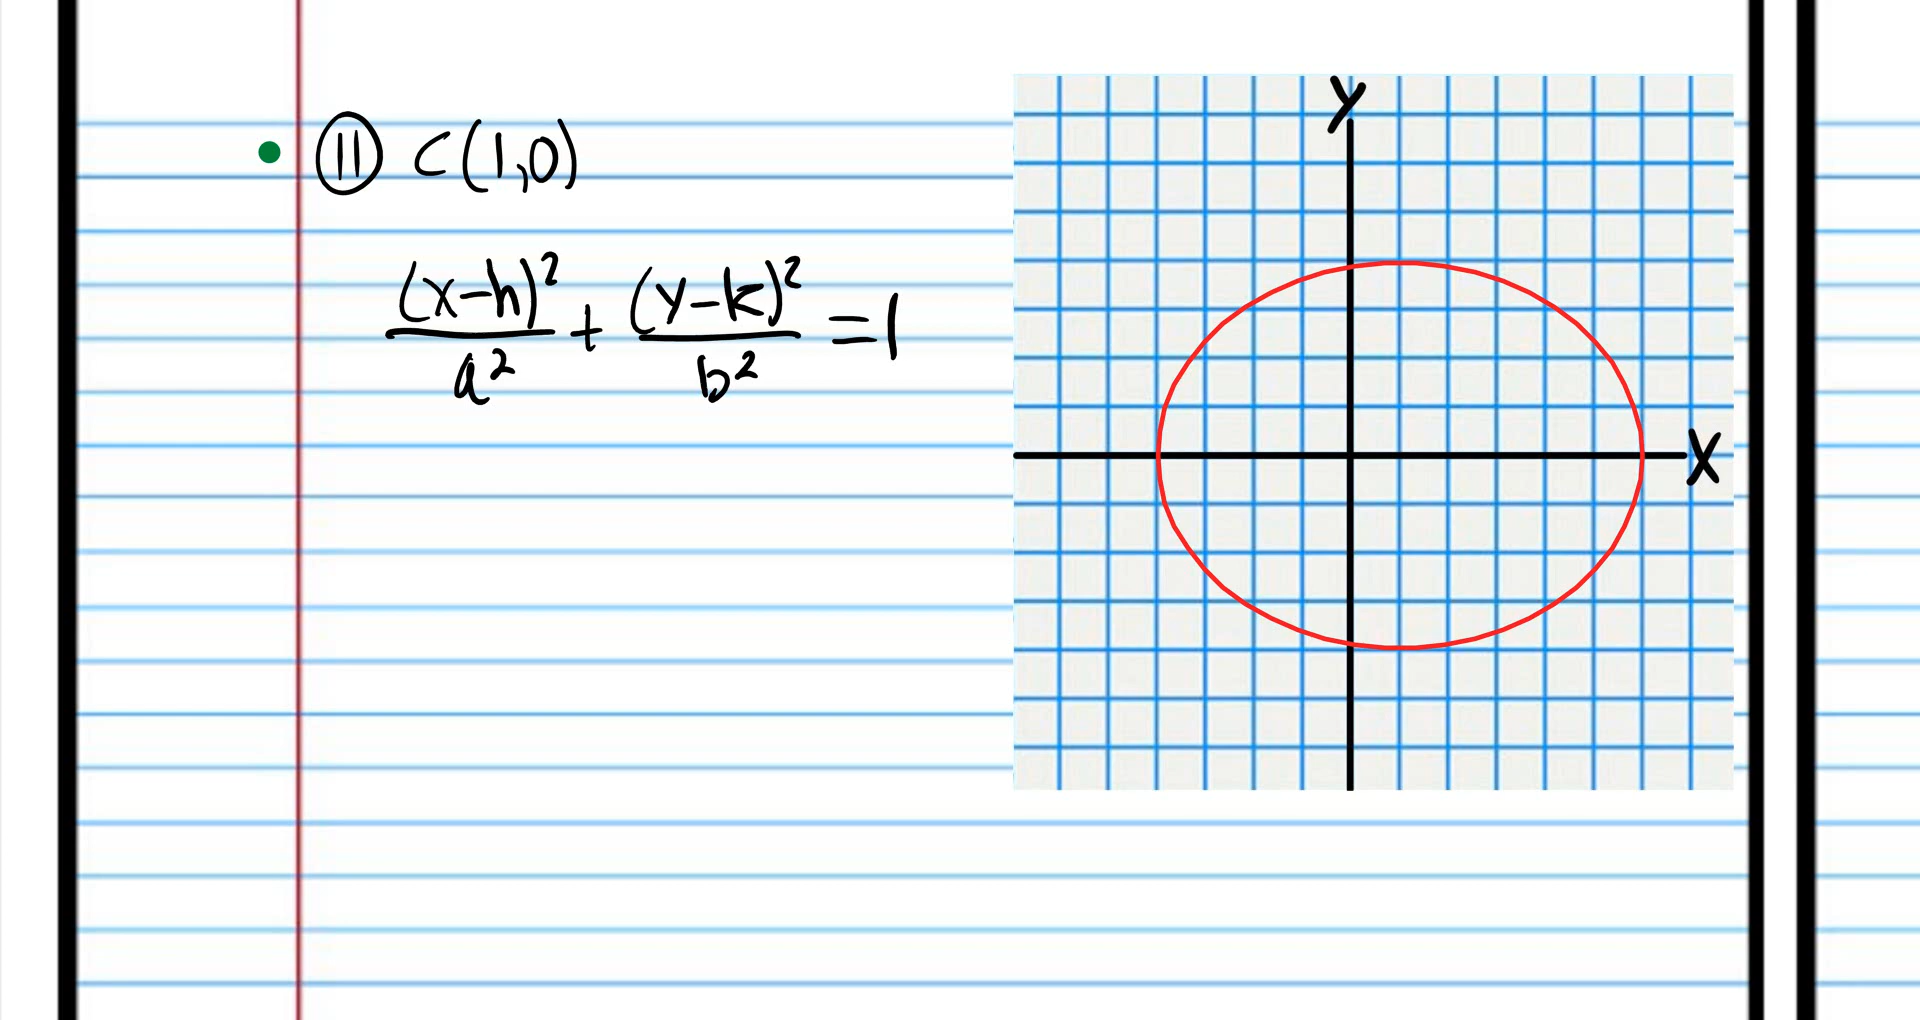 ⑪ C(1,0)
(x-h)²/a² + (y-k)²/b² = 1
Y
X